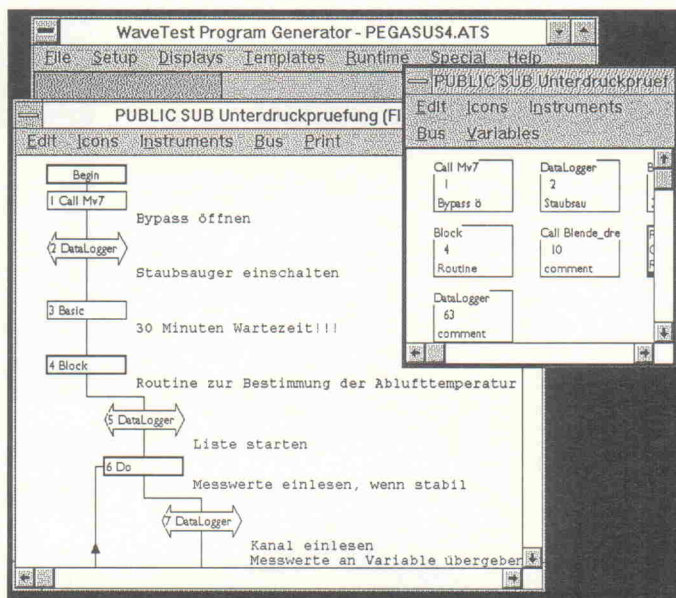 WaveTest Program Generator - PEGASUS4.ATS
File Setup Displays Templates Runtime Special Help
PUBLIC SUB Unterdruckpruefung (Fl
Edit Icons Instruments Bus Print
Begin
1 Call Mv7
Bypass öffnen
2 DataLogger
Staubsauger einschalten
3 Basic
30 Minuten Wartezeit!!!
4 Block
Routine zur Bestimmung der Ablufttemperatur
5 DataLogger
Liste starten
6 Do
Messwerte einlesen, wenn stabil
7 DataLogger
Kanal einlesen
Messwerte an Variable übergeben
PUBLIC SUB Unterdruckpruef
Edit Icons Instruments
Bus Variables
Call Mv7
1
Bypass ö
DataLogger
2
Staubsau
Block
4
Routine
Call Blende_dre
10
comment
DataLogger
63
comment